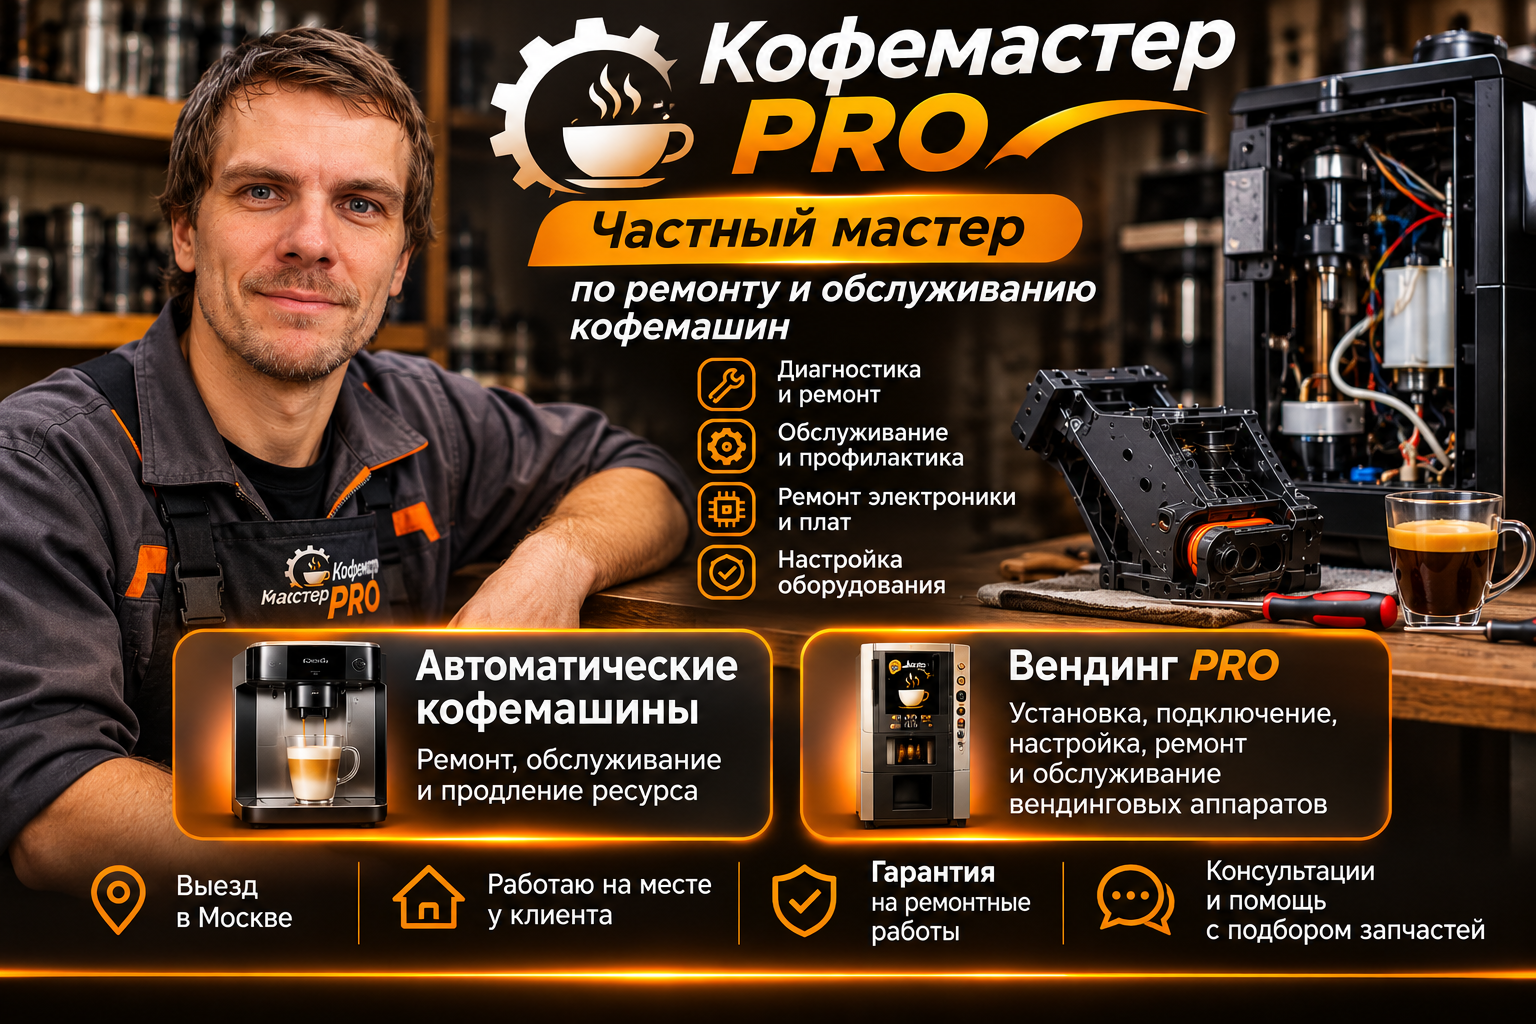 Кофемастер
PRO
Частный мастер
по ремонту и обслуживанию
кофемашин
Диагностика
и ремонт
Обслуживание
и профилактика
Ремонт электроники
и плат
Настройка
оборудования
PRO
Автоматические
кофемашины
Ремонт, обслуживание
и продление ресурса
Вендинг PRO
Установка, подключение,
настройка, ремонт
и обслуживание
вендинговых аппаратов
Выезд
в Москве
Работаю на месте
у клиента
Гарантия
на ремонтные
работы
Консультации
и помощь
с подбором запчастей